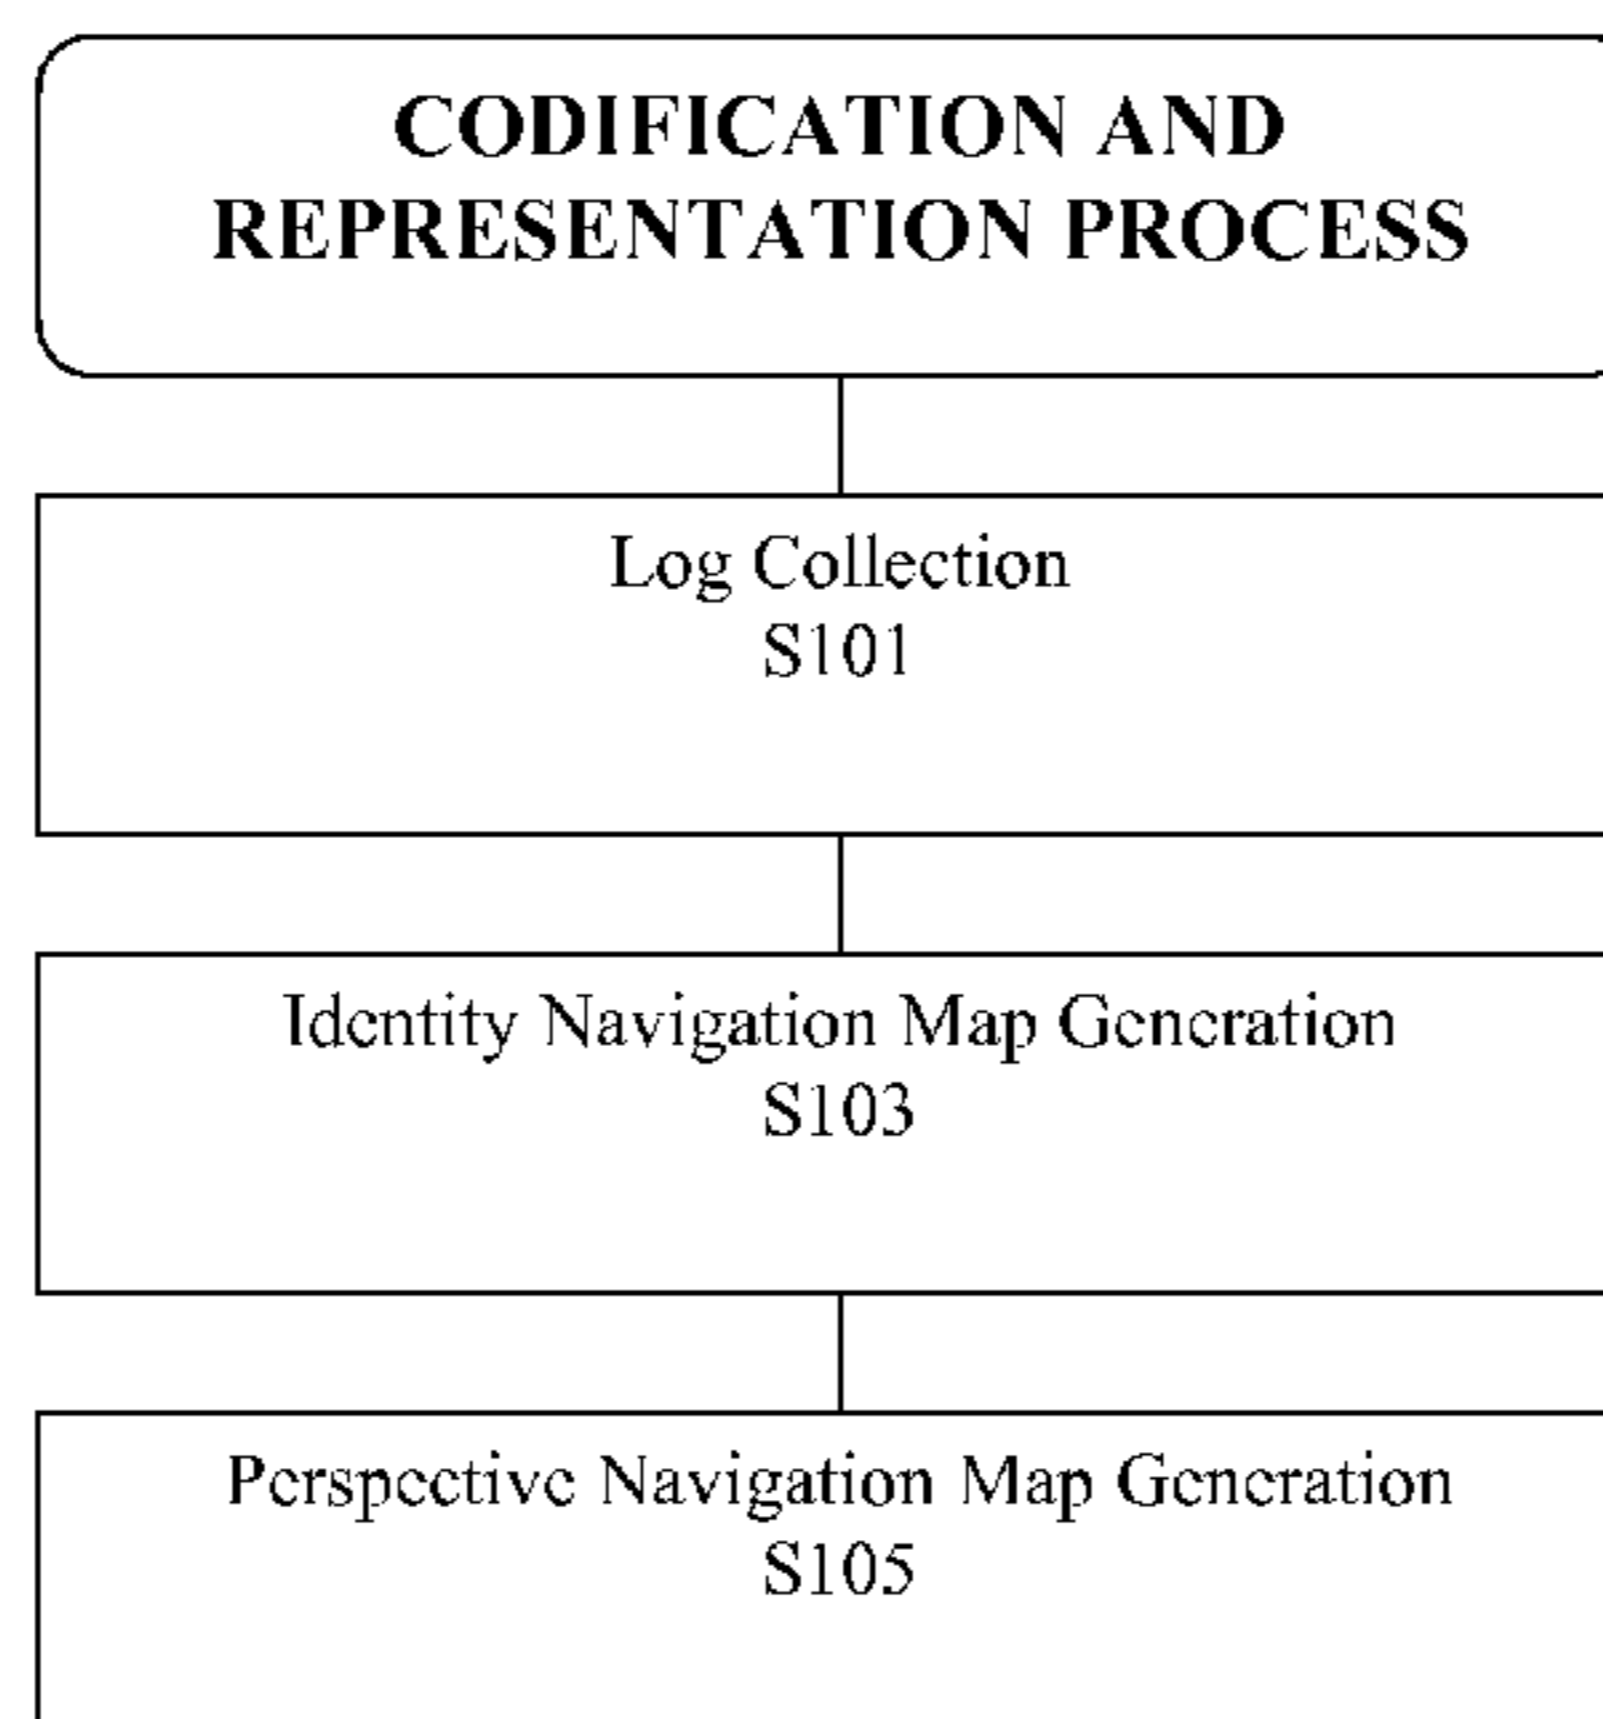 CODIFICATION AND
REPRESENTATION PROCESS
Log Collection
S101
Identity Navigation Map Generation
S103
Perspective Navigation Map Generation
S105